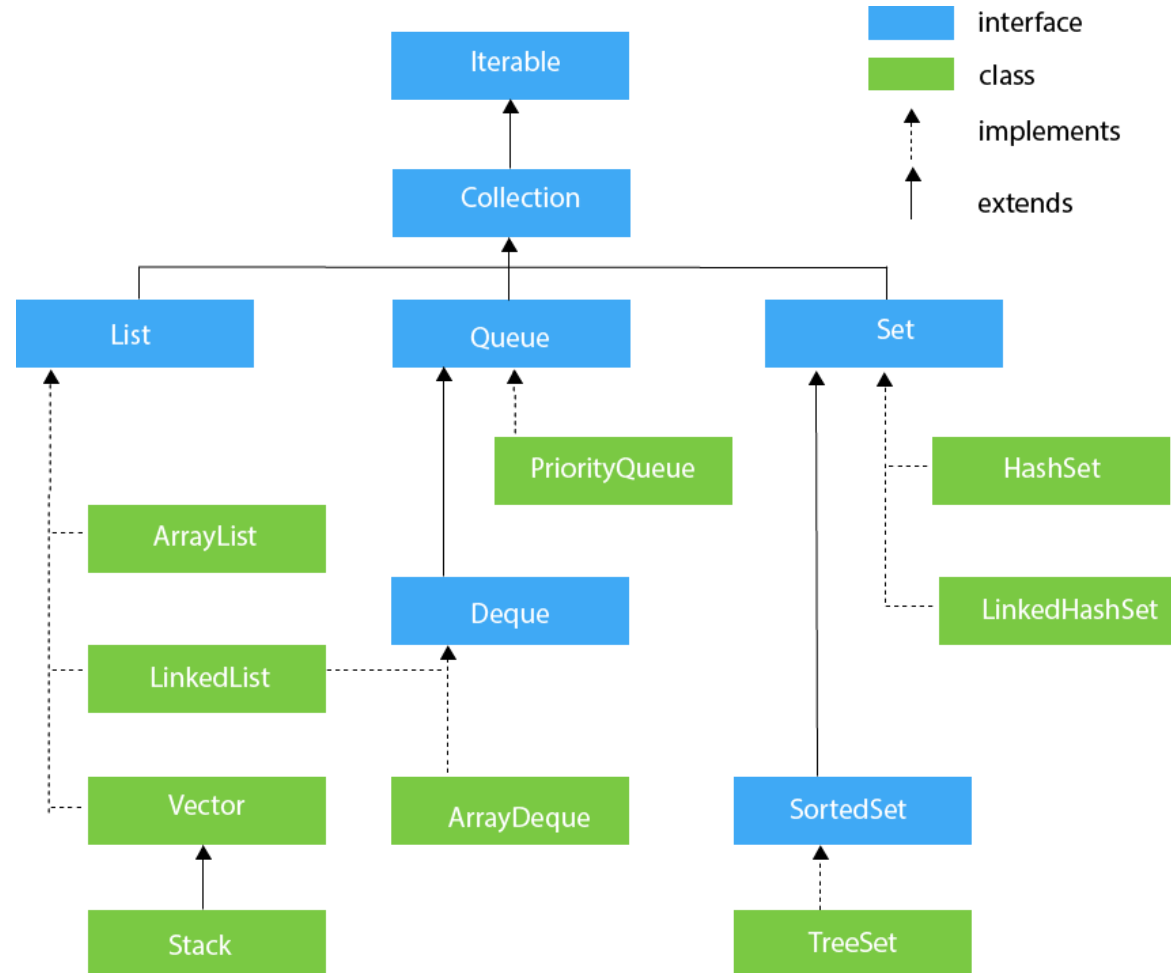 interface
Iterable
class
implements
Collection
extends
List
Queue
Set
PriorityQueue
HashSet
ArrayList
Deque
LinkedHashSet
LinkedList
Vector
ArrayDeque
SortedSet
Stack
TreeSet